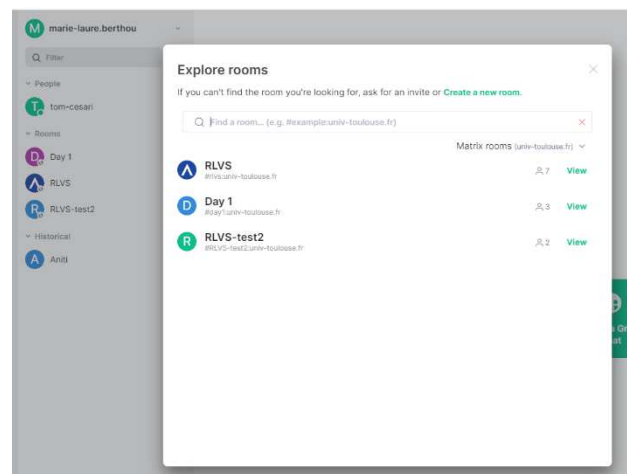 M marie-laure.berthou
Filter
People
tom-cesari
Rooms
D Day 1
RLVS
R RLVS-test2
Historical
A Aniti
Explore rooms
If you can't find the room you're looking for, ask for an invite or Create a new room.
Find a room... (e.g. #example:univ-toulouse.fr)
Matrix rooms (univ-toulouse.fr)
RLVS
#rlvs:univ-toulouse.fr
7 View
D Day 1
#day1:univ-toulouse.fr
3 View
R RLVS-test2
#RLVS-test2:univ-toulouse.fr
2 View
Gr
at